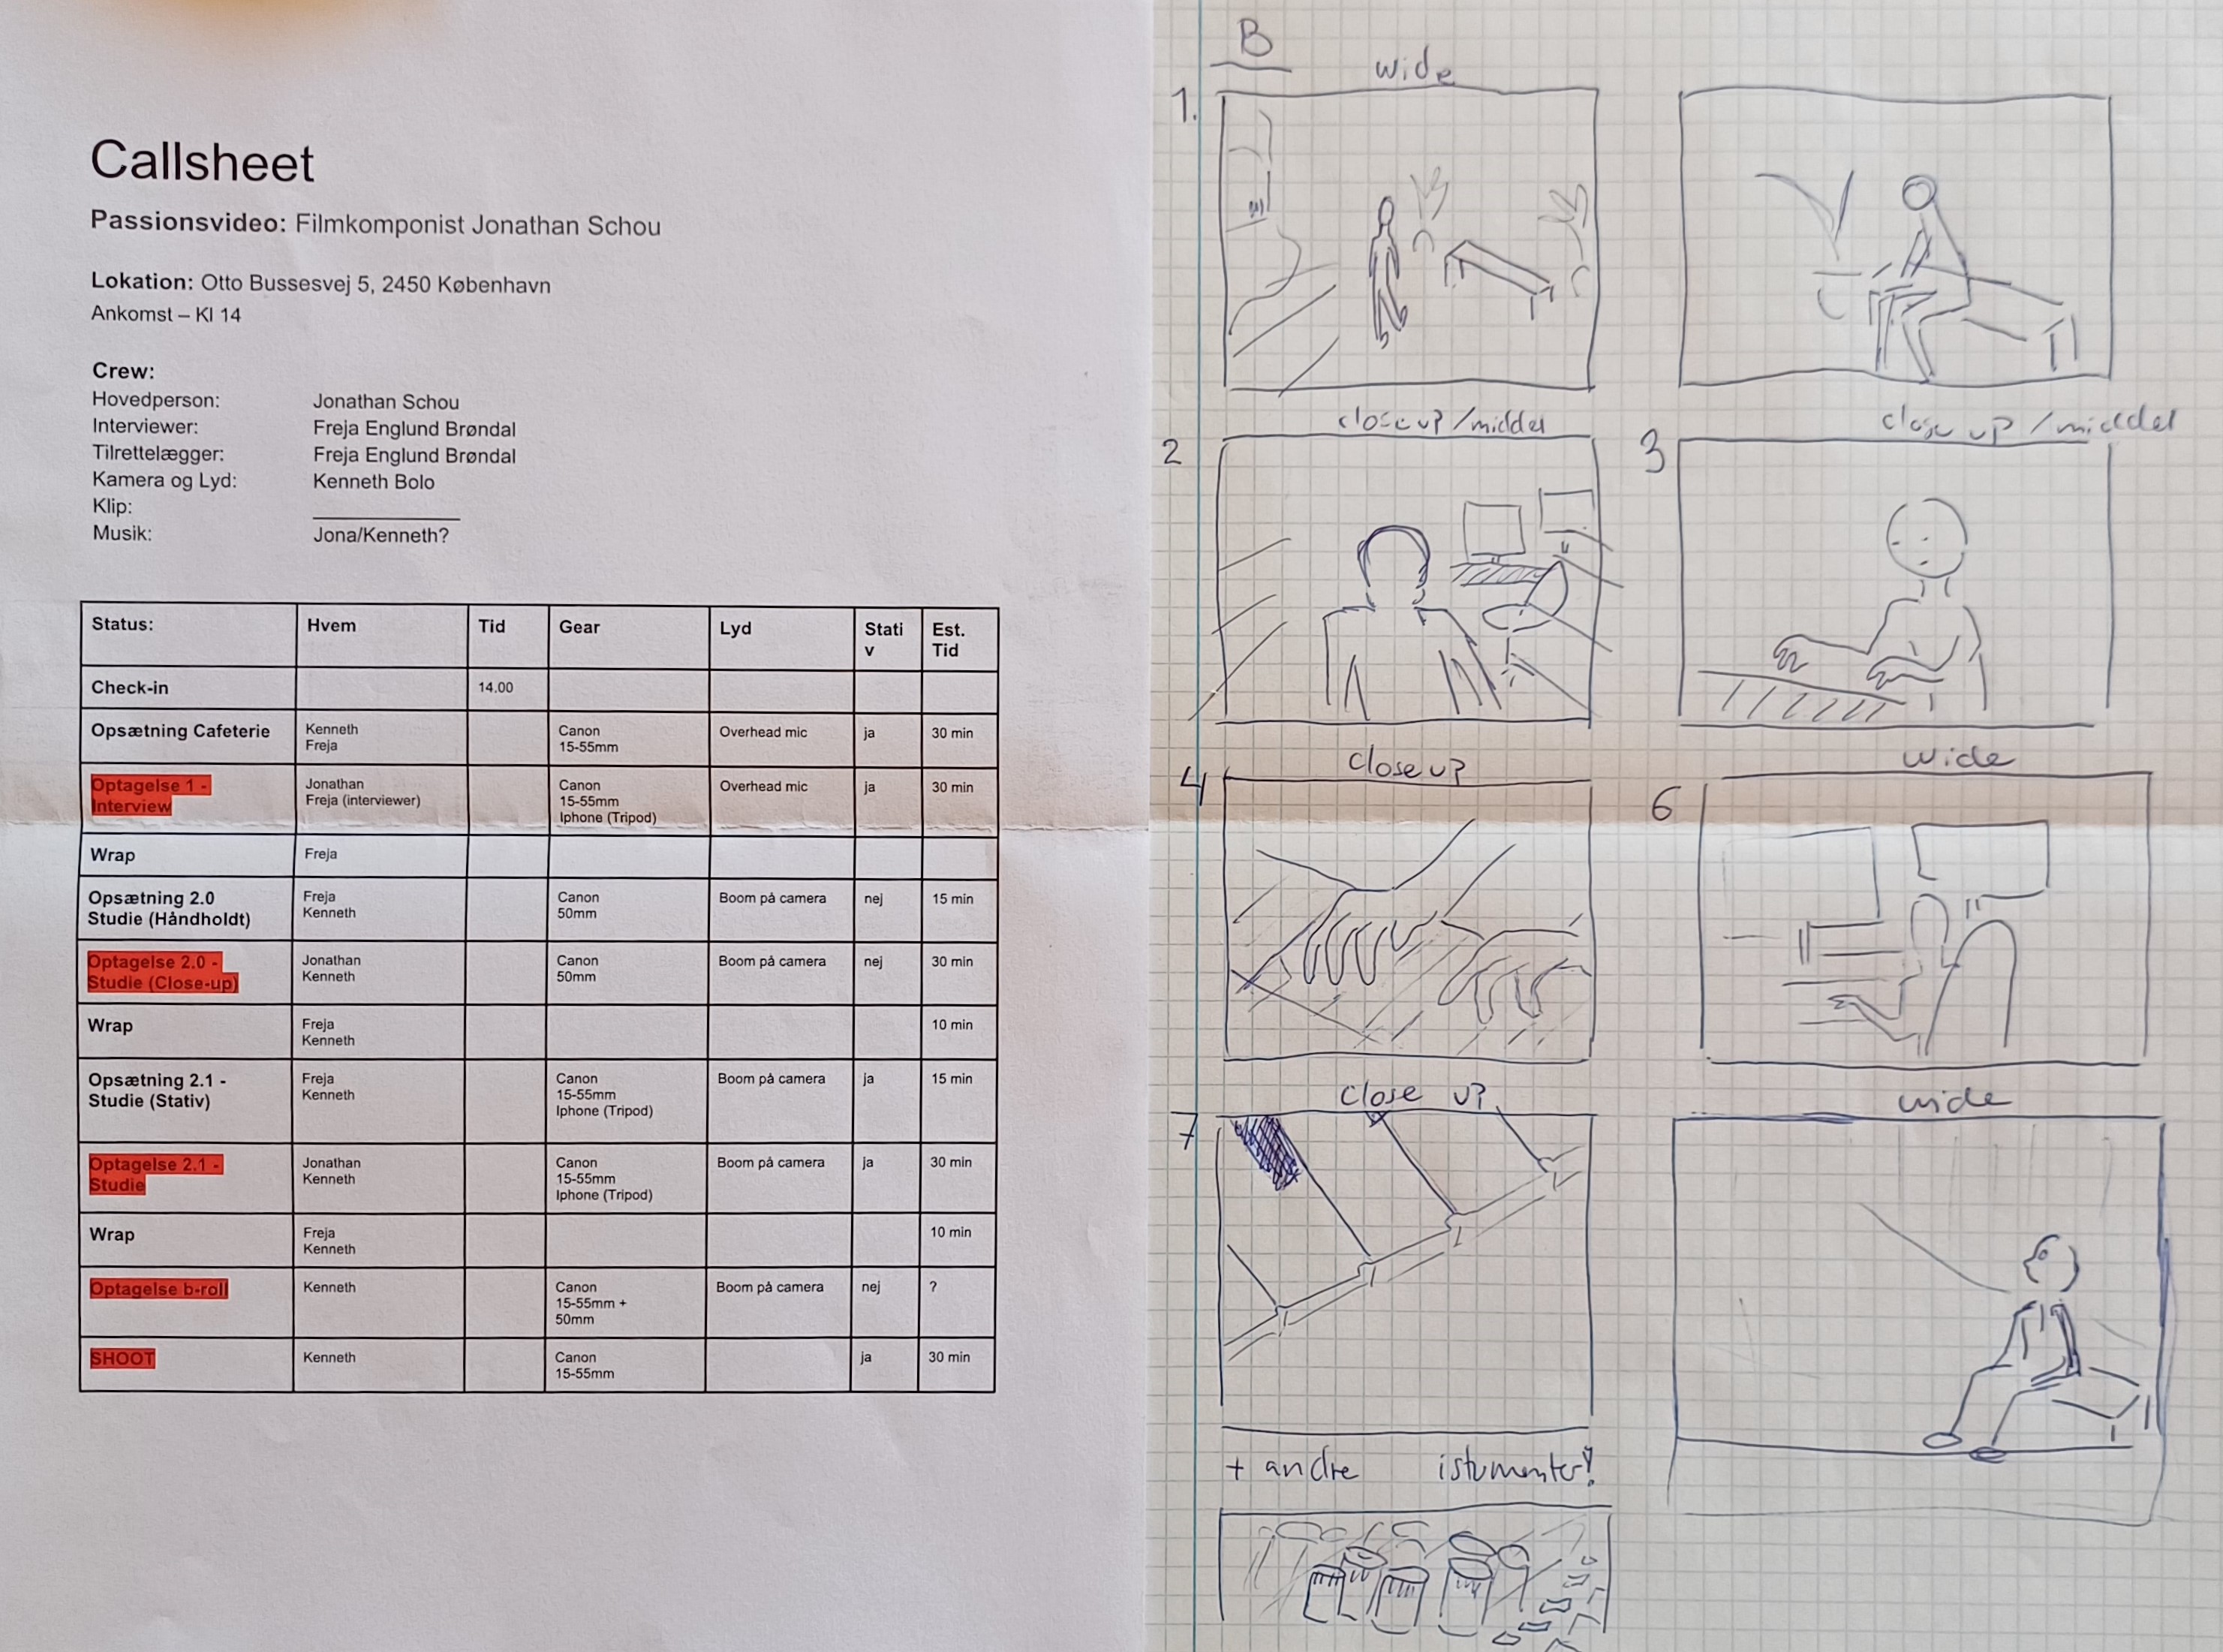 Callsheet
Passionsvideo: Filmkomponist Jonathan Schou
Lokation: Otto Bussesvej 5, 2450 København
Ankomst – Kl 14
Crew:
Hovedperson: Jonathan Schou
Interviewer: Freja Englund Brøndal
Tilrettelægger: Freja Englund Brøndal
Kamera og Lyd: Kenneth Bolo
Klip:
Musik: Jona/Kenneth?
Status: Hvem Tid Gear Lyd Stati Est.
v Tid
Check-in 14.00
Opsætning Cafeterie Kenneth Canon Overhead mic ja 30 min
Freja 15-55mm
Optagelse 1 - Jonathan Canon Overhead mic ja 30 min
Interview Freja (interviewer) 15-55mm
Iphone (Tripod)
Wrap Freja
Opsætning 2.0 Freja Canon Boom på camera nej 15 min
Studie (Håndholdt) Kenneth 50mm
Optagelse 2.0 - Jonathan Canon Boom på camera nej 30 min
Studie (Close-up) Kenneth 50mm
Wrap Freja 10 min
Kenneth
Opsætning 2.1 - Freja Canon Boom på camera ja 15 min
Studie (Stativ) Kenneth 15-55mm
Iphone (Tripod)
Optagelse 2.1 - Jonathan Canon Boom på camera ja 30 min
Studie Kenneth 15-55mm
Iphone (Tripod)
Wrap Freja 10 min
Kenneth
Optagelse b-roll Kenneth Canon Boom på camera nej ?
15-55mm +
50mm
SHOOT Kenneth Canon ja 30 min
15-55mm
B
wide
1.
close up /middel
close up /middel
2
3
close up
wide
4
6
close up
wide
7
+ andre istumenter!